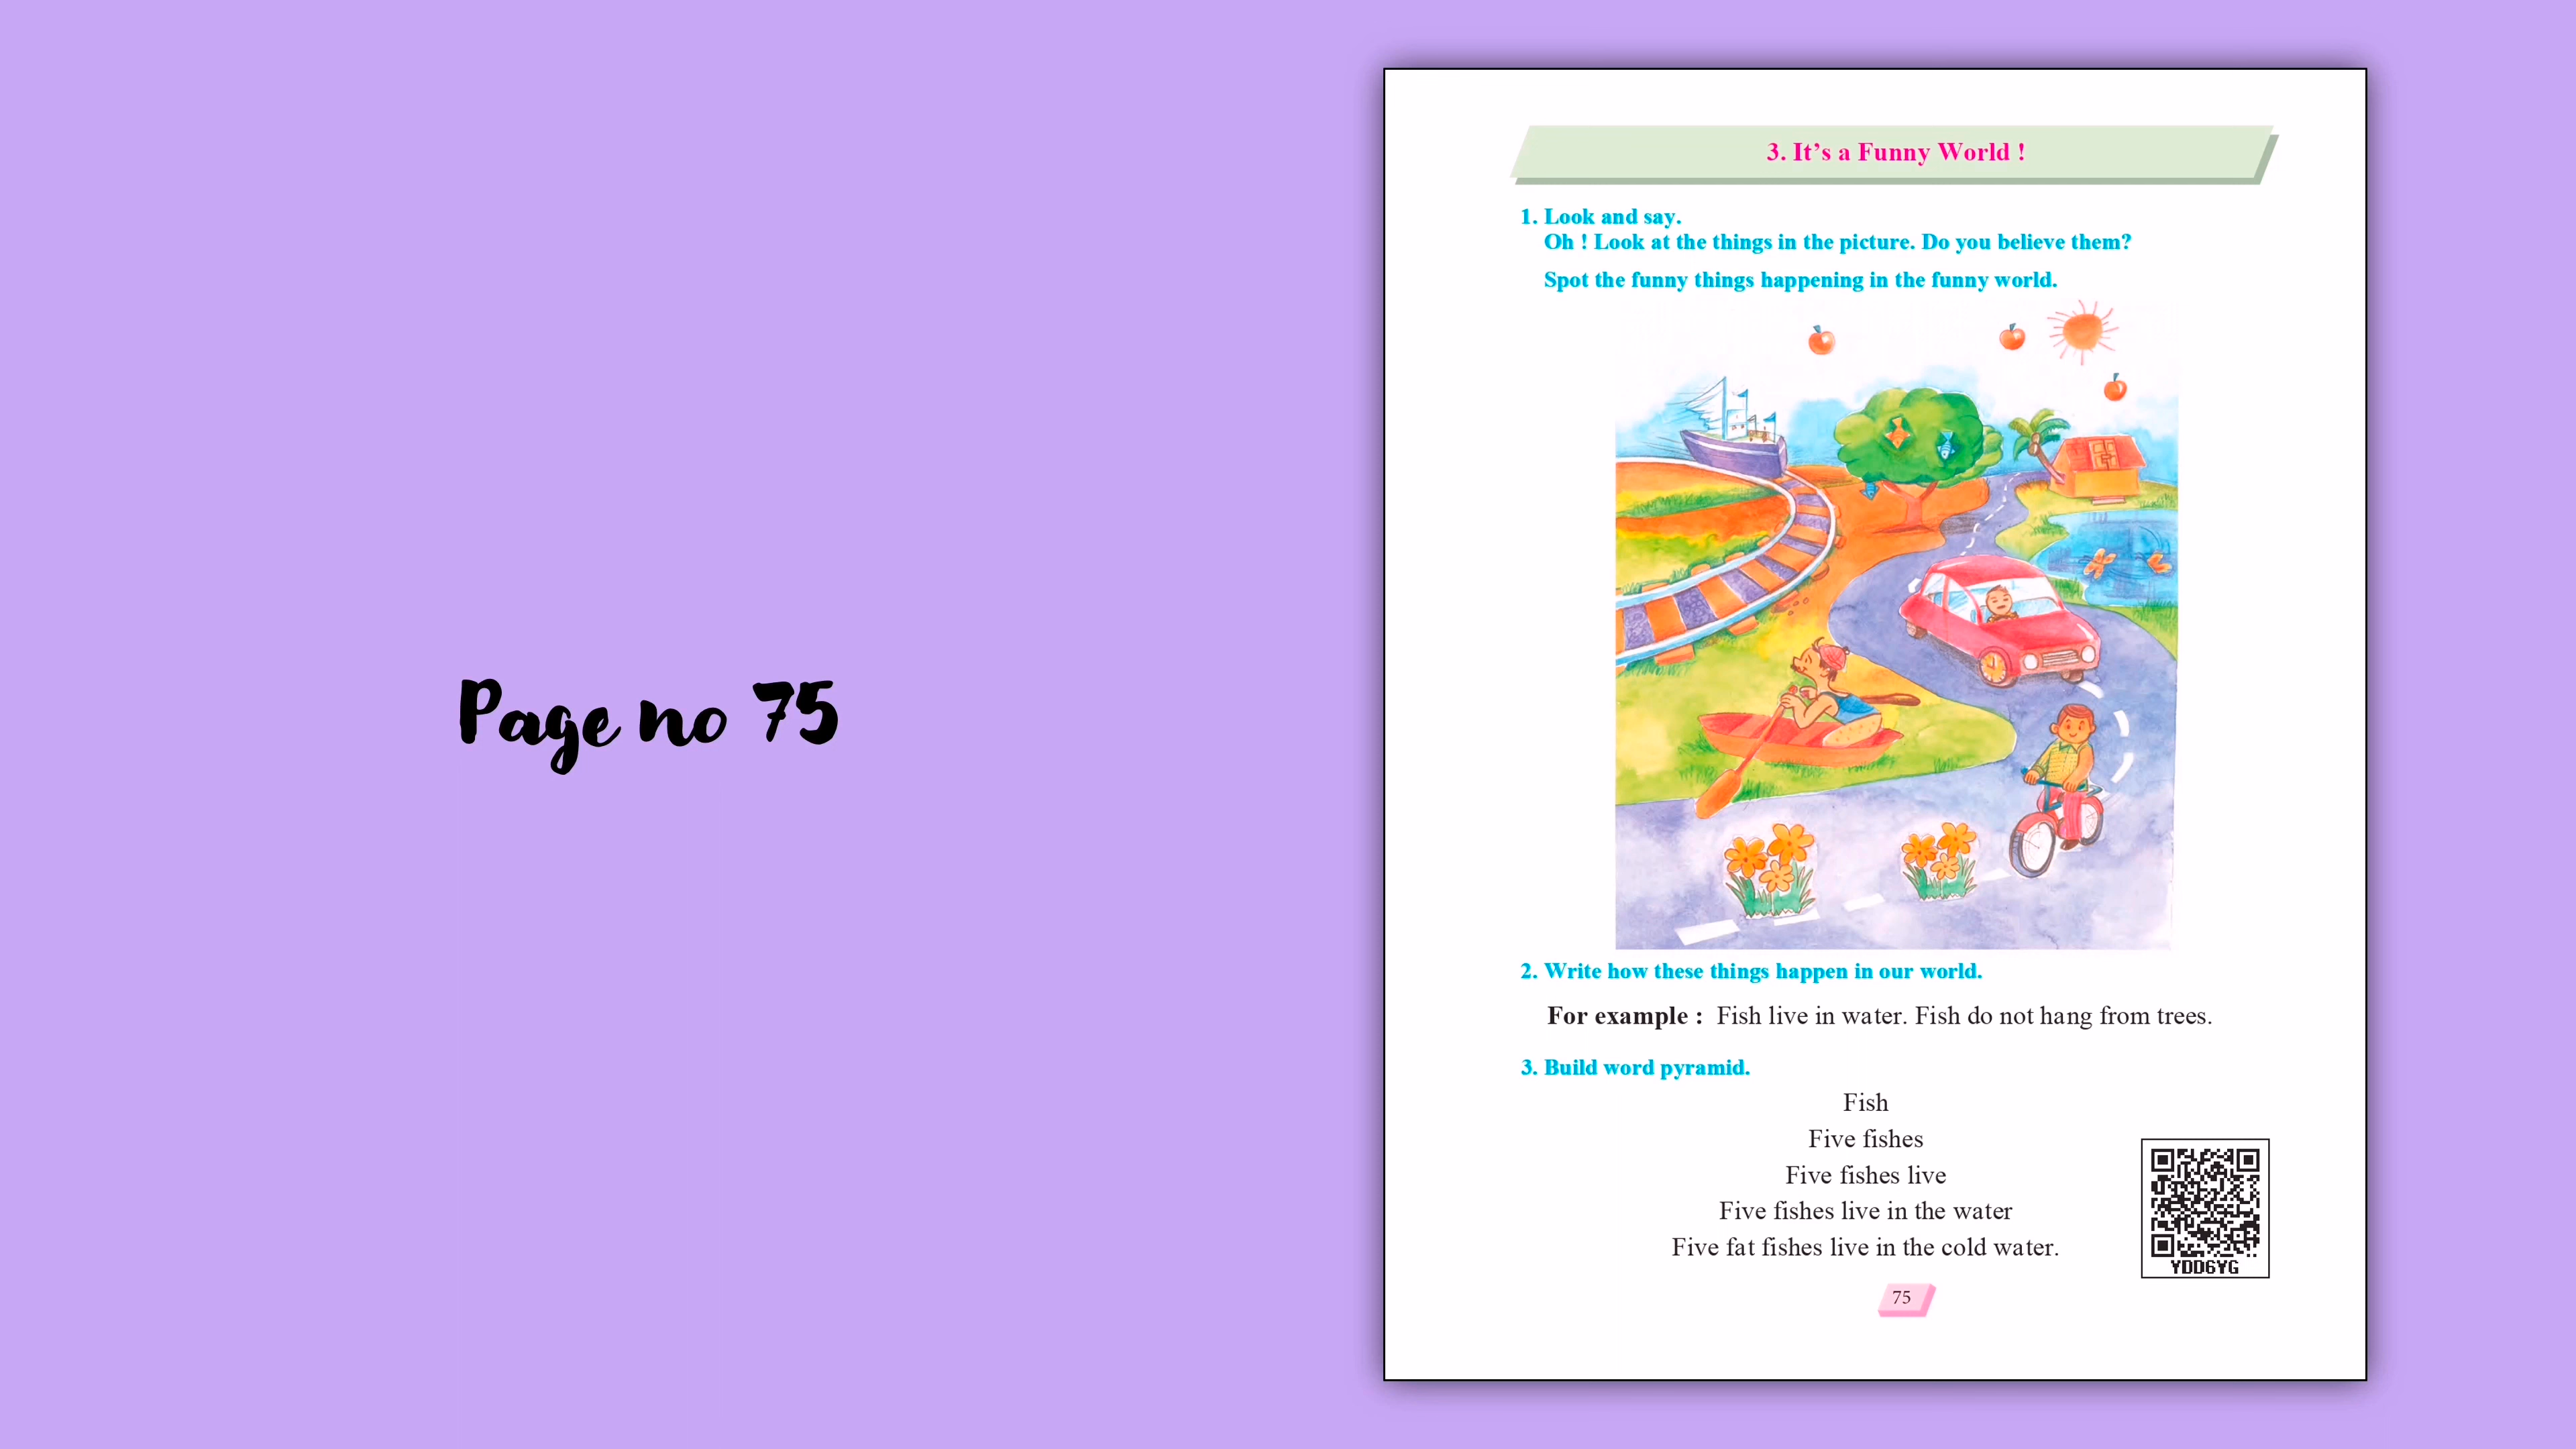 Page no 75
3. It's a Funny World !
1. Look and say.
Oh ! Look at the things in the picture. Do you believe them?
Spot the funny things happening in the funny world.
2. Write how these things happen in our world.
For example : Fish live in water. Fish do not hang from trees.
3. Build word pyramid.
Fish
Five fishes
Five fishes live
Five fishes live in the water
Five fat fishes live in the cold water.
YDD6YG
75